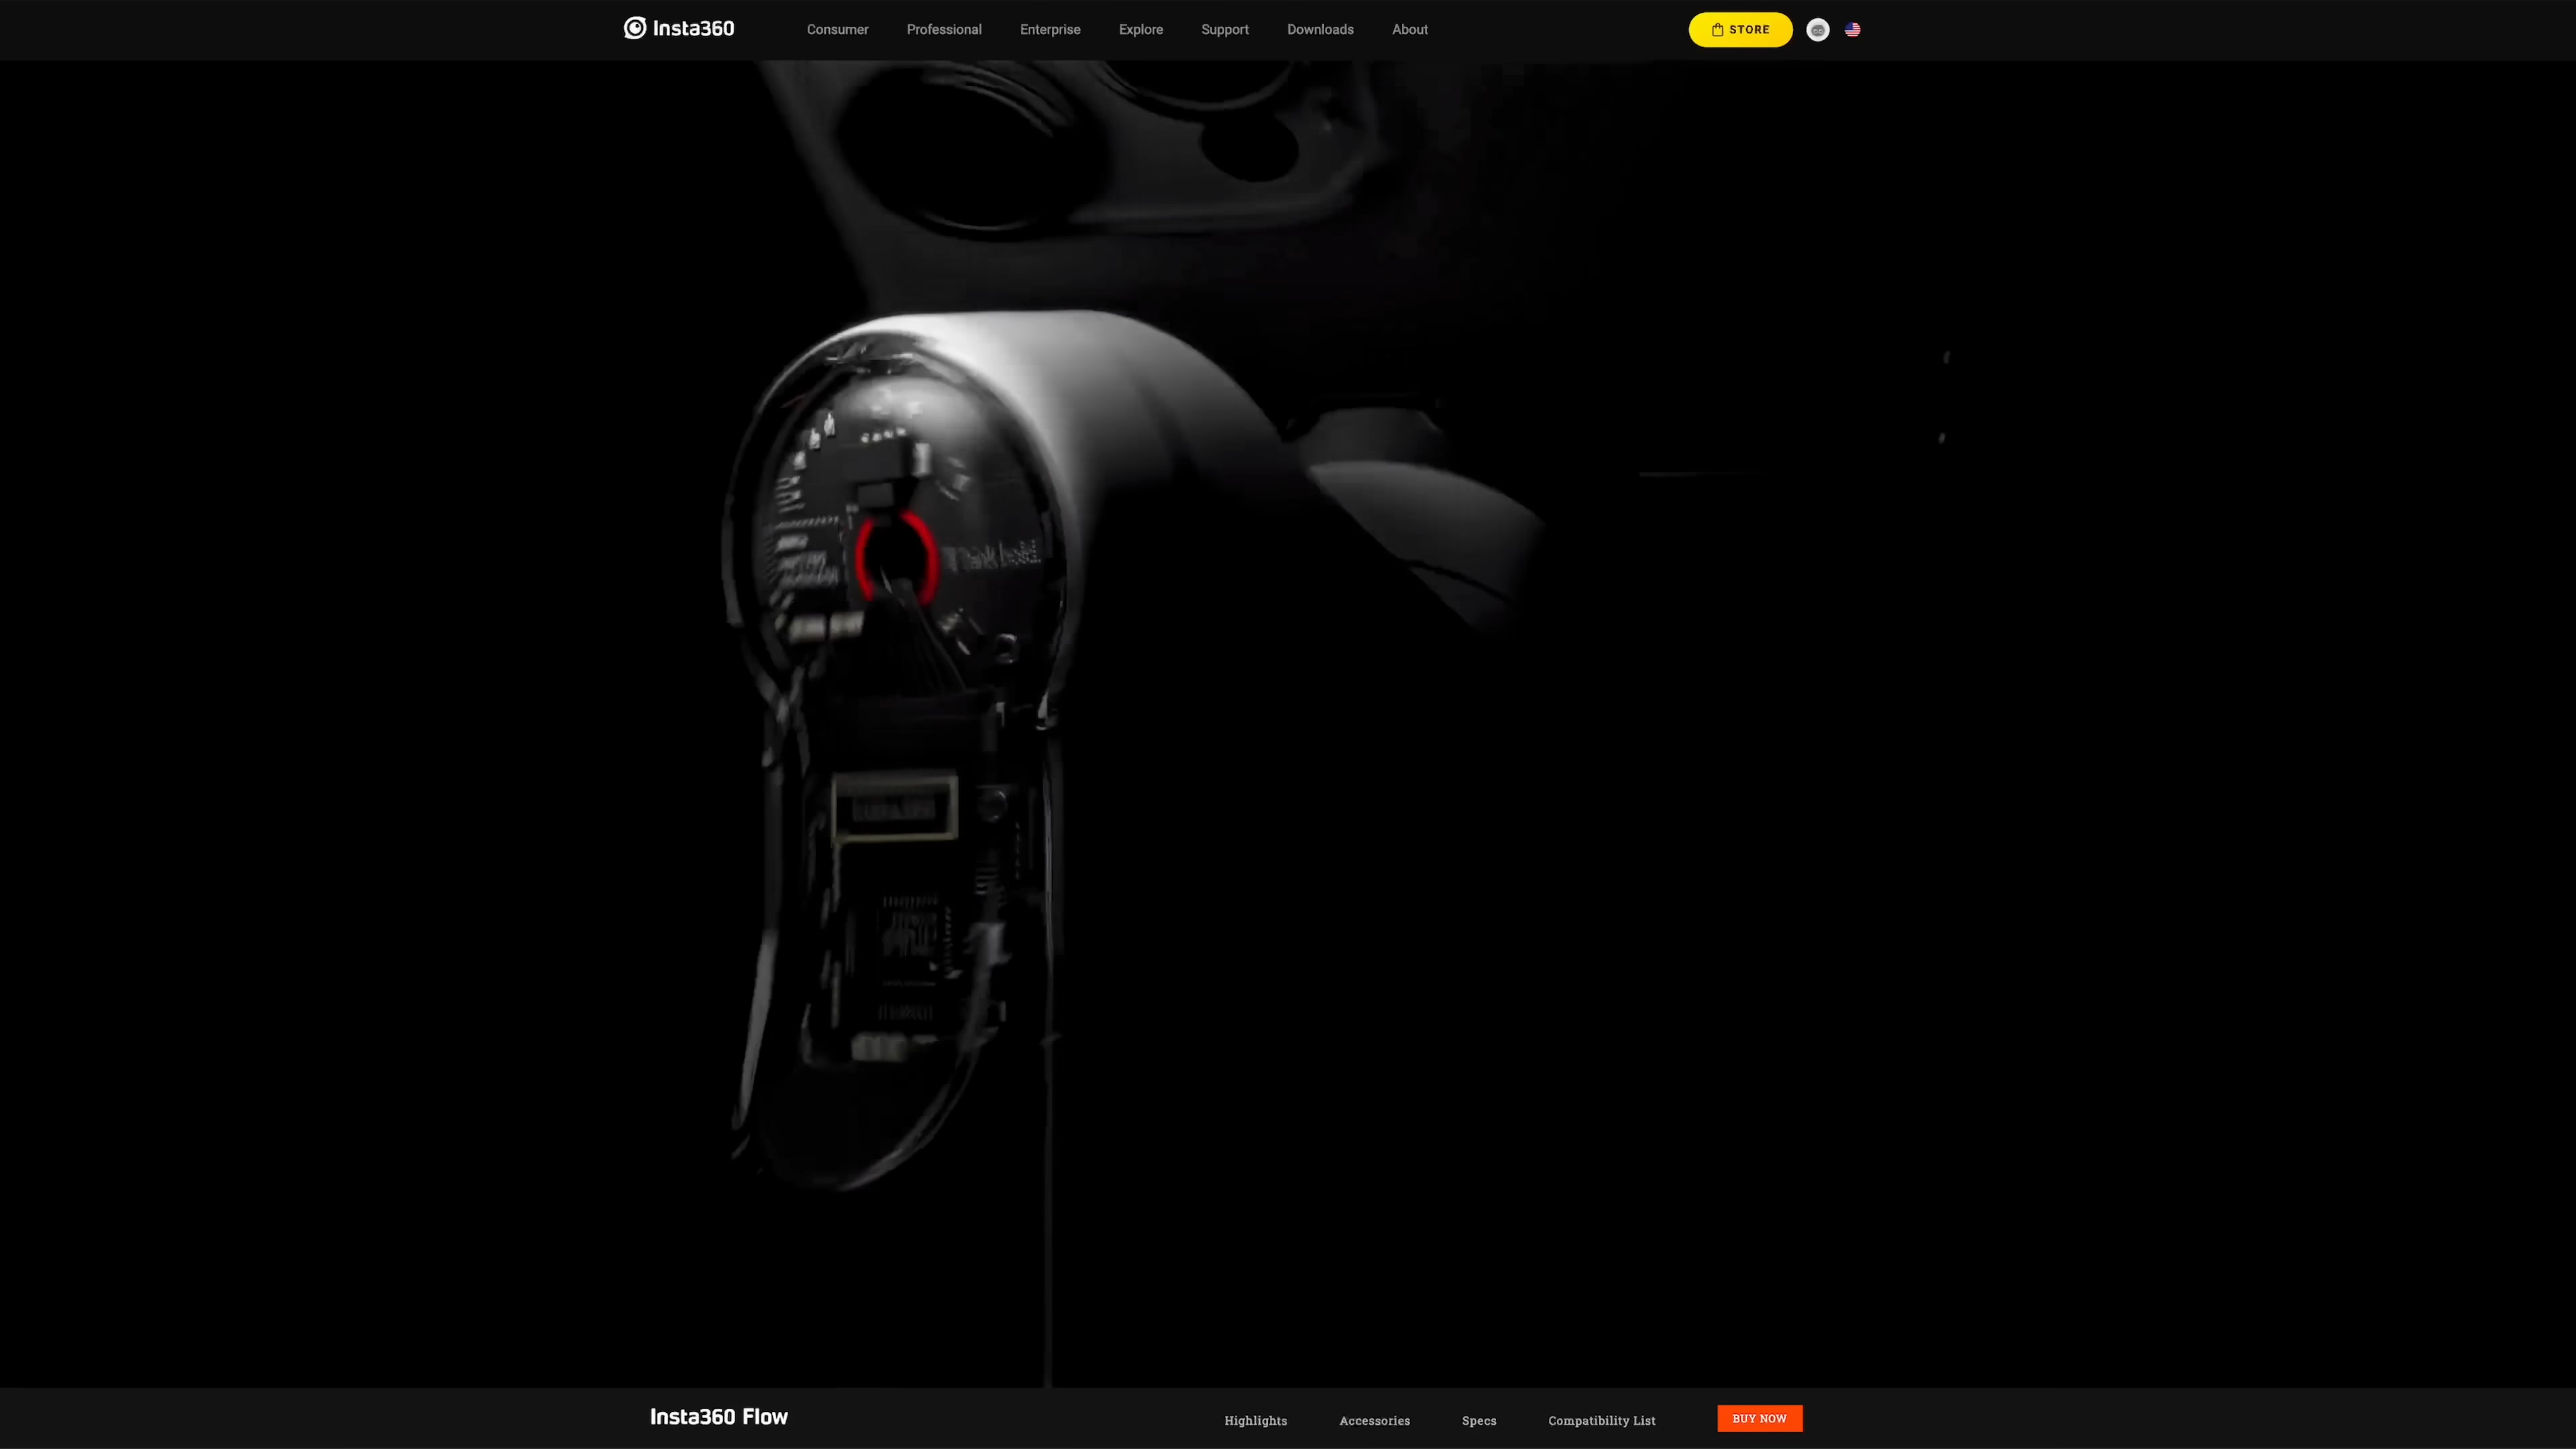 Insta360
Consumer
Professional
Enterprise
Explore
Support
Downloads
About
STORE
Insta360 Flow
Highlights
Accessories
Specs
Compatibility List
BUY NOW